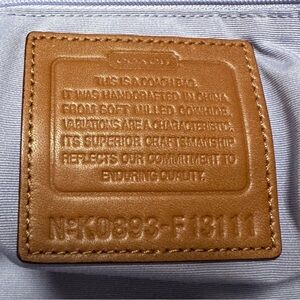 COACH
THIS IS A COACH BAG.
IT WAS HANDCRAFTED IN CHINA
FROM SOFT MILLED COWHIDE.
VARIATIONS ARE A CHARACTERISTIC.
ITS SUPERIOR CRAFTSMANSHIP
REFLECTS OUR COMMITMENT TO
ENDURING QUALITY.
Nº K0893-F13111